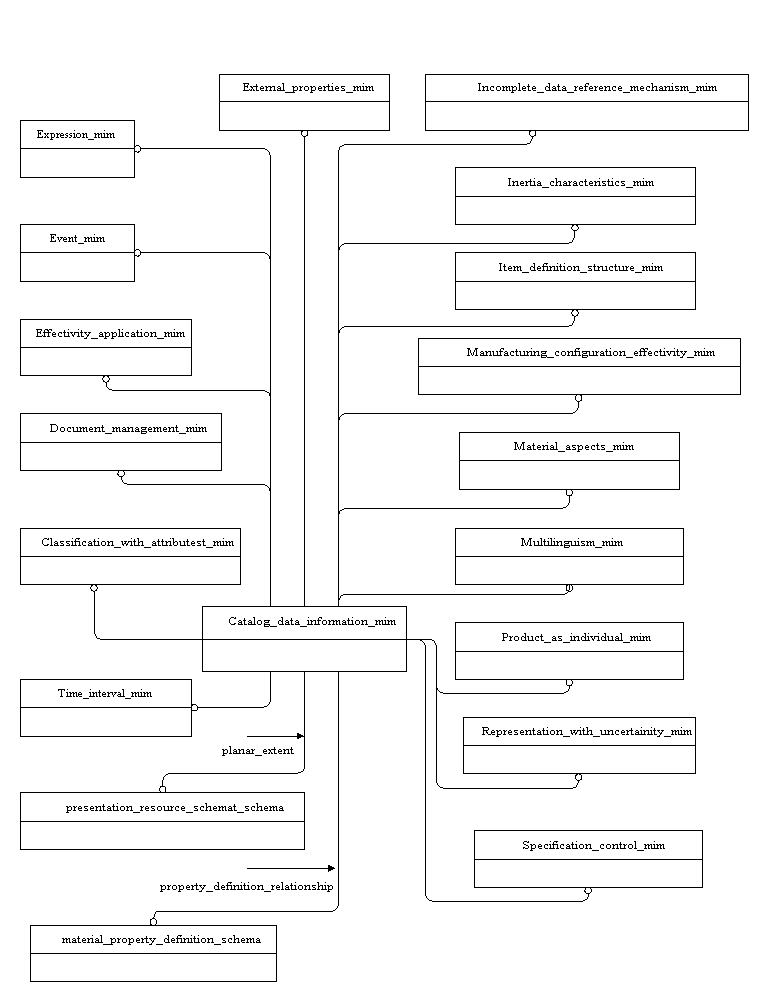 External_properties_mim
Incomplete_data_reference_mechanism_mim
Expression_mim
Inertia_characteristics_mim
Event_mim
Item_definition_structure_mim
Effectivity_application_mim
Manufacturing_configuration_effectivity_mim
Document_management_mim
Material_aspects_mim
Classification_with_attributest_mim
Multilinguism_mim
Catalog_data_information_mim
Product_as_individual_mim
Time_interval_mim
Representation_with_uncertainity_mim
planar_extent
presentation_resource_schemat_schema
Specification_control_mim
property_definition_relationship
material_property_definition_schema